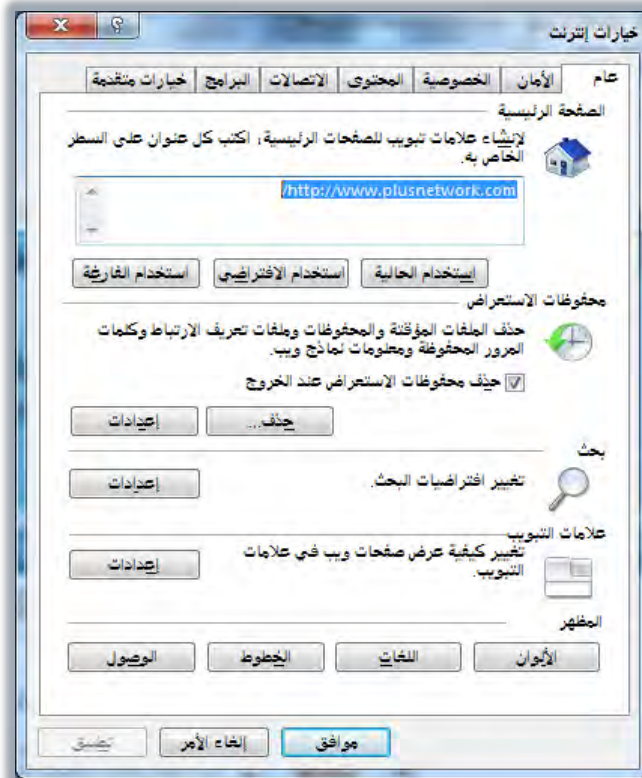 خيارات إنترنت
عام الأمان الخصوصية المحتوى الاتصالات البرامج خيارات متقدمة
الصفحة الرئيسية
لإنشاء علامات تبويب للصفحات الرئيسية، اكتب كل عنوان على السطر
الخاص به.
http://www.plusnetwork.com/
استخدام الحالية استخدام الافتراضي استخدام الفارغة
محفوظات الاستعراض
حذف الملفات المؤقتة والمحفوظات وملفات تعريف الارتباط وكلمات
المرور المحفوظة ومعلومات نماذج ويب.
حذف محفوظات الاستعراض عند الخروج
حذف... إعدادات
بحث
تغيير افتراضيات البحث. إعدادات
علامات التبويب
تغيير كيفية عرض صفحات ويب في علامات
التبويب. إعدادات
المظهر
الألوان اللغات الخطوط الوصول
موافق إلغاء الأمر تطبيق